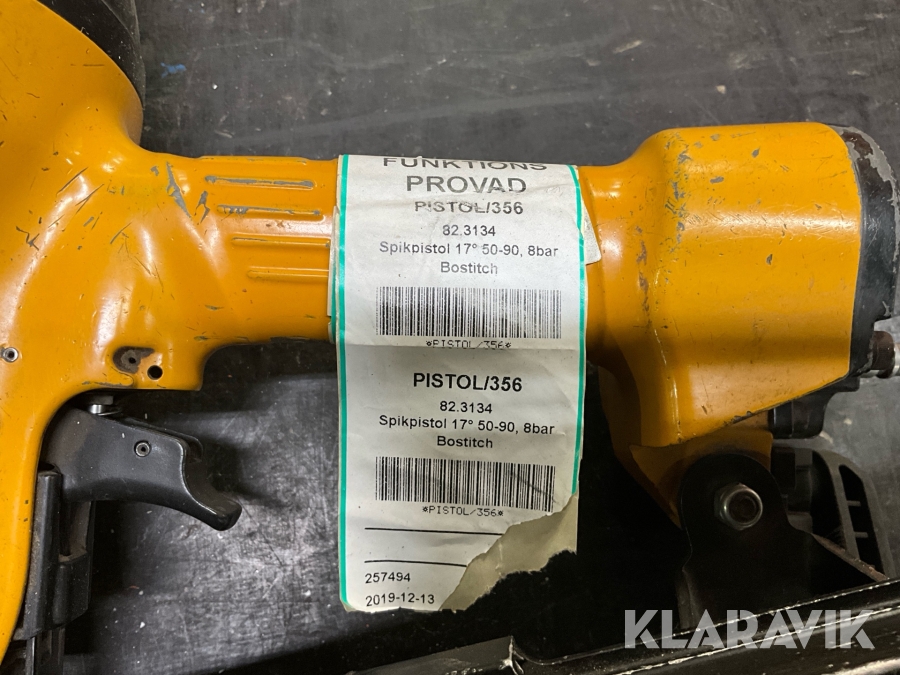 FUNKTIONS
PROVAD
PISTOL/356
82.3134
Spikpistol 17° 50-90, 8bar
Bostitch
*PISTOL/356*
PISTOL/356
82.3134
Spikpistol 17° 50-90, 8bar
Bostitch
*PISTOL/356*
257494
2019-12-13
KLARAVIK